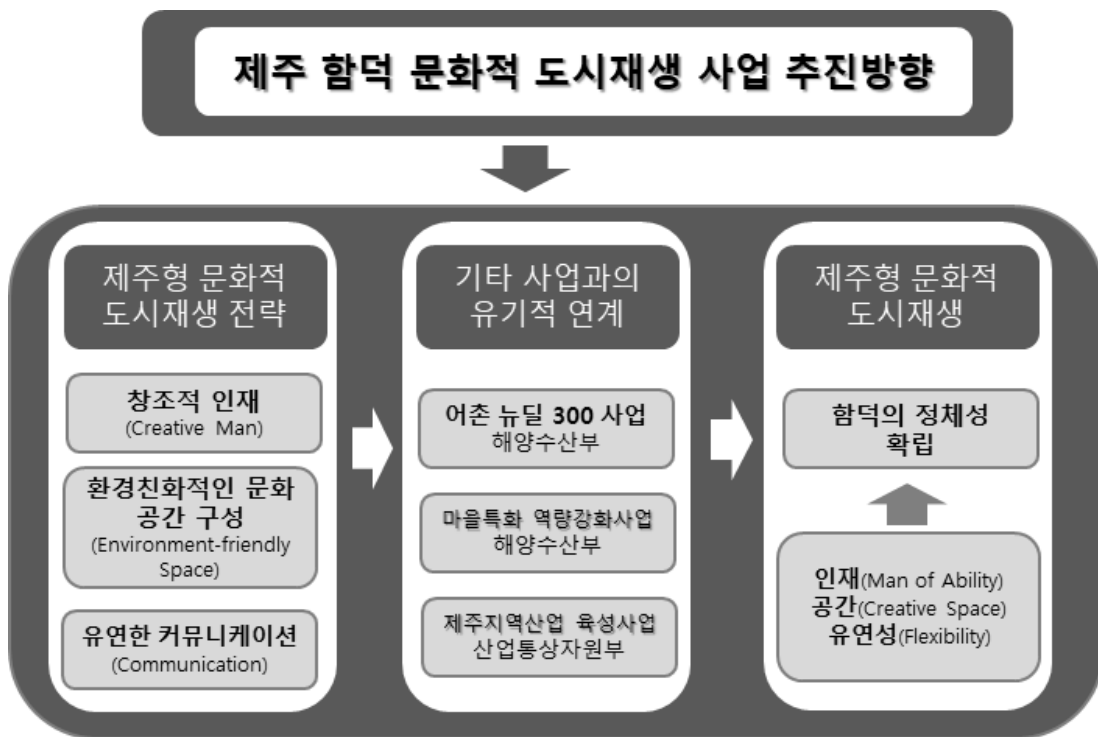 제주 함덕 문화적 도시재생 사업 추진방향
제주형 문화적
도시재생 전략
창조적 인재
(Creative Man)
환경친화적인 문화
공간 구성
(Environment-friendly
Space)
유연한 커뮤니케이션
(Communication)
기타 사업과의
유기적 연계
어촌 뉴딜 300 사업
해양수산부
마을특화 역량강화사업
해양수산부
제주지역산업 육성사업
산업통상자원부
제주형 문화적
도시재생
함덕의 정체성
확립
인재(Man of Ability)
공간(Creative Space)
유연성(Flexibility)